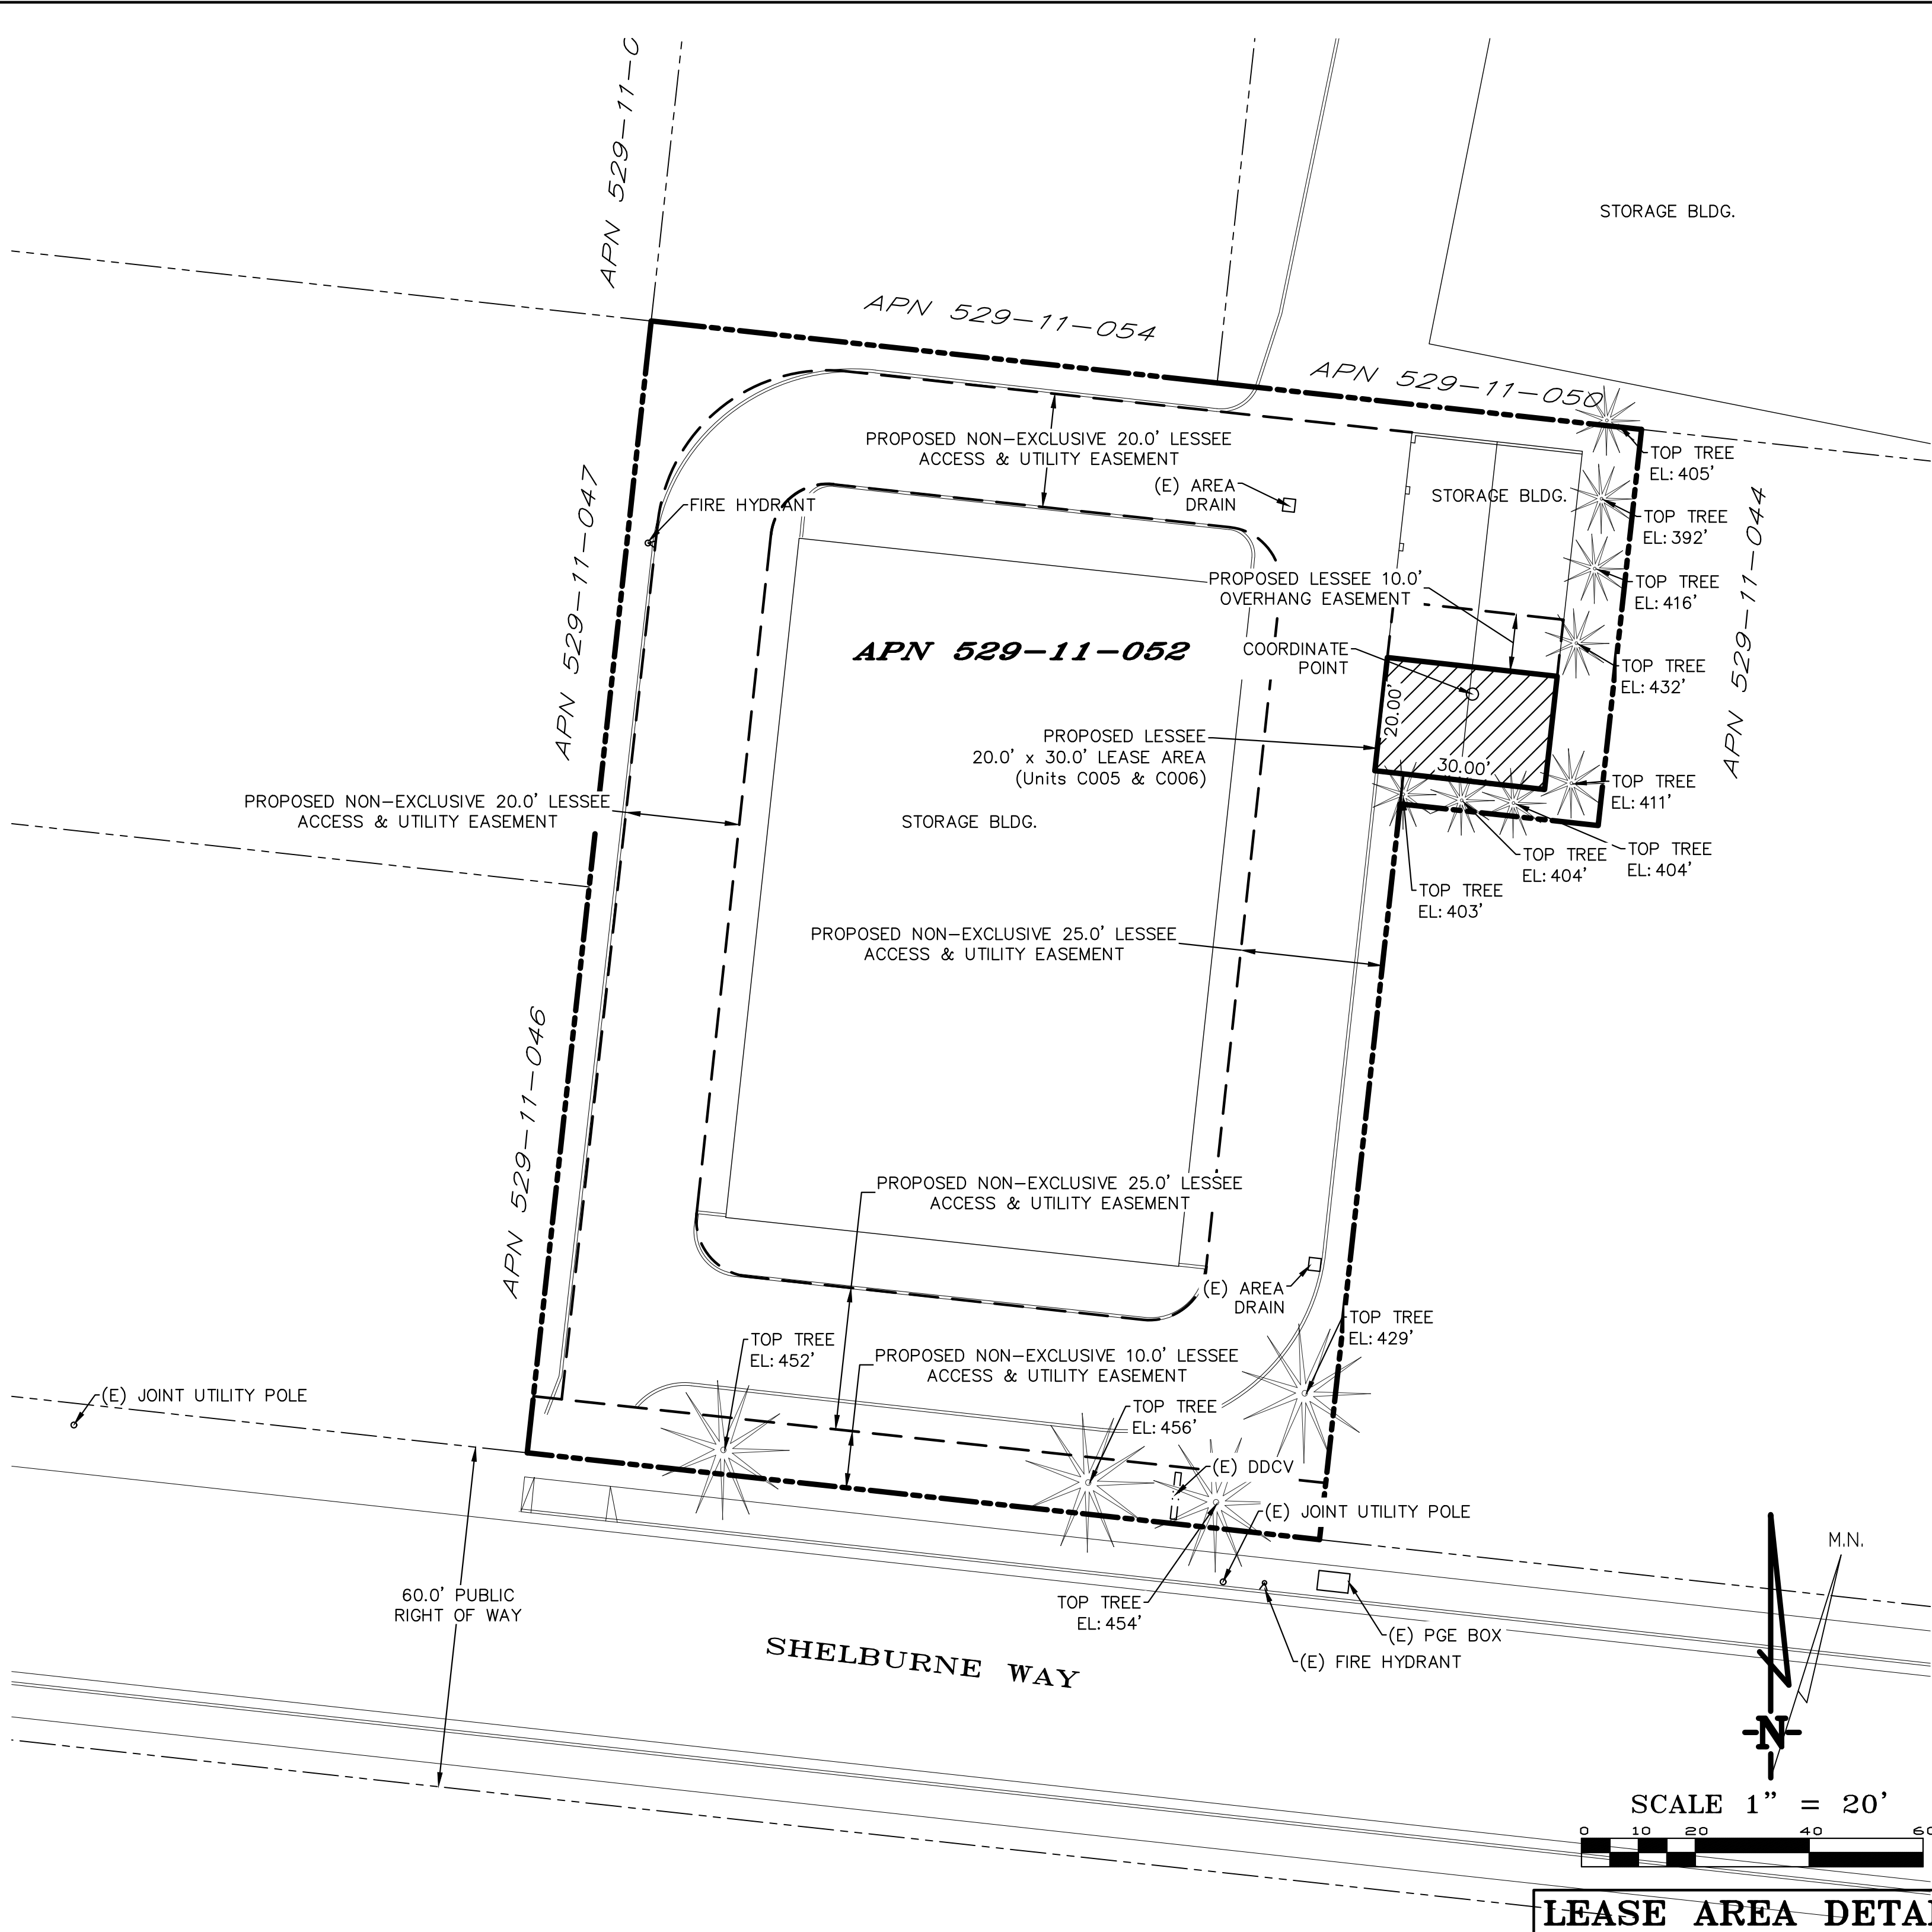 APN 529-11-0
STORAGE BLDG.
APN 529-11-054
APN 529-11-050
TOP TREE
EL: 405'
PROPOSED NON-EXCLUSIVE 20.0' LESSEE
ACCESS & UTILITY EASEMENT
(E) AREA
DRAIN
STORAGE BLDG.
FIRE HYDRANT
TOP TREE
EL: 392'
APN 529-11-047
APN 529-11-044
PROPOSED LESSEE 10.0'
OVERHANG EASEMENT
TOP TREE
EL: 416'
APN 529-11-052
COORDINATE
POINT
TOP TREE
EL: 432'
20.00'
30.00'
PROPOSED LESSEE
20.0' x 30.0' LEASE AREA
(Units C005 & C006)
TOP TREE
EL: 411'
PROPOSED NON-EXCLUSIVE 20.0' LESSEE
ACCESS & UTILITY EASEMENT
STORAGE BLDG.
TOP TREE
EL: 404'
TOP TREE
EL: 404'
TOP TREE
EL: 403'
PROPOSED NON-EXCLUSIVE 25.0' LESSEE
ACCESS & UTILITY EASEMENT
APN 529-11-046
PROPOSED NON-EXCLUSIVE 25.0' LESSEE
ACCESS & UTILITY EASEMENT
(E) AREA
DRAIN
TOP TREE
EL: 429'
TOP TREE
EL: 452'
PROPOSED NON-EXCLUSIVE 10.0' LESSEE
ACCESS & UTILITY EASEMENT
(E) JOINT UTILITY POLE
TOP TREE
EL: 456'
(E) DDCV
(E) JOINT UTILITY POLE
60.0' PUBLIC
RIGHT OF WAY
TOP TREE
EL: 454'
(E) PGE BOX
(E) FIRE HYDRANT
SHELBURNE WAY
M.N.
N
SCALE 1" = 20'
0 10 20 40 60
LEASE AREA DETA